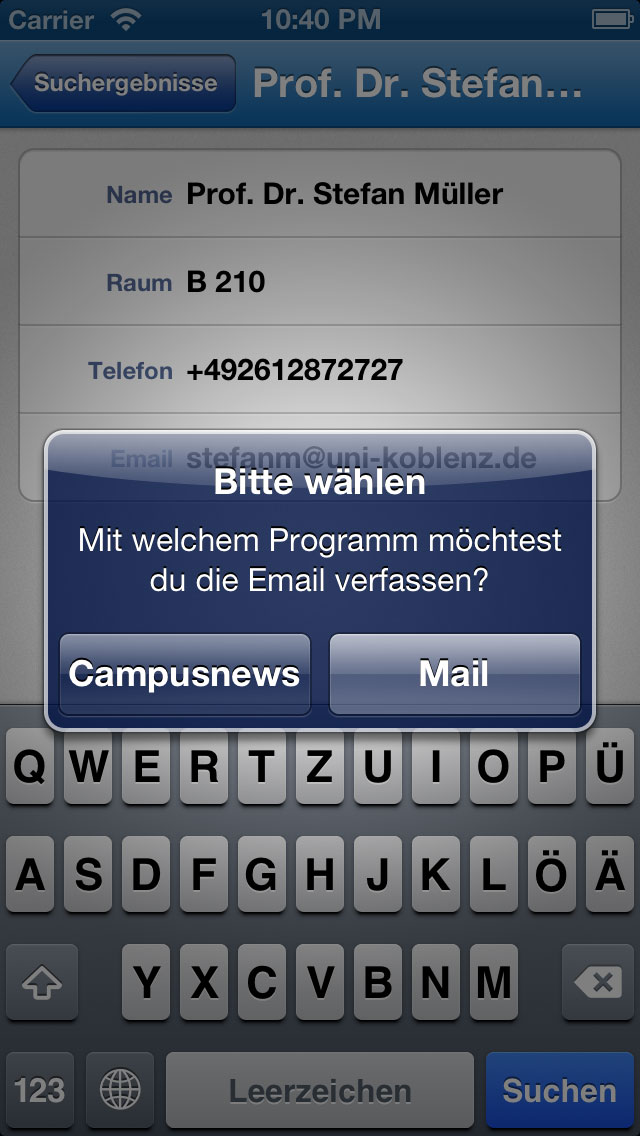 Carrier 10:40 PM
Suchergebnisse Prof. Dr. Stefan...
Name Prof. Dr. Stefan Müller
Raum B 210
Telefon +492612872727
Email stefanm@uni-koblenz.de
Bitte wählen
Mit welchem Programm möchtest
du die Email verfassen?
Campusnews Mail
Q W E R T Z U I O P Ü
A S D F G H J K L Ö Ä
Y X C V B N M
123 Leerzeichen Suchen